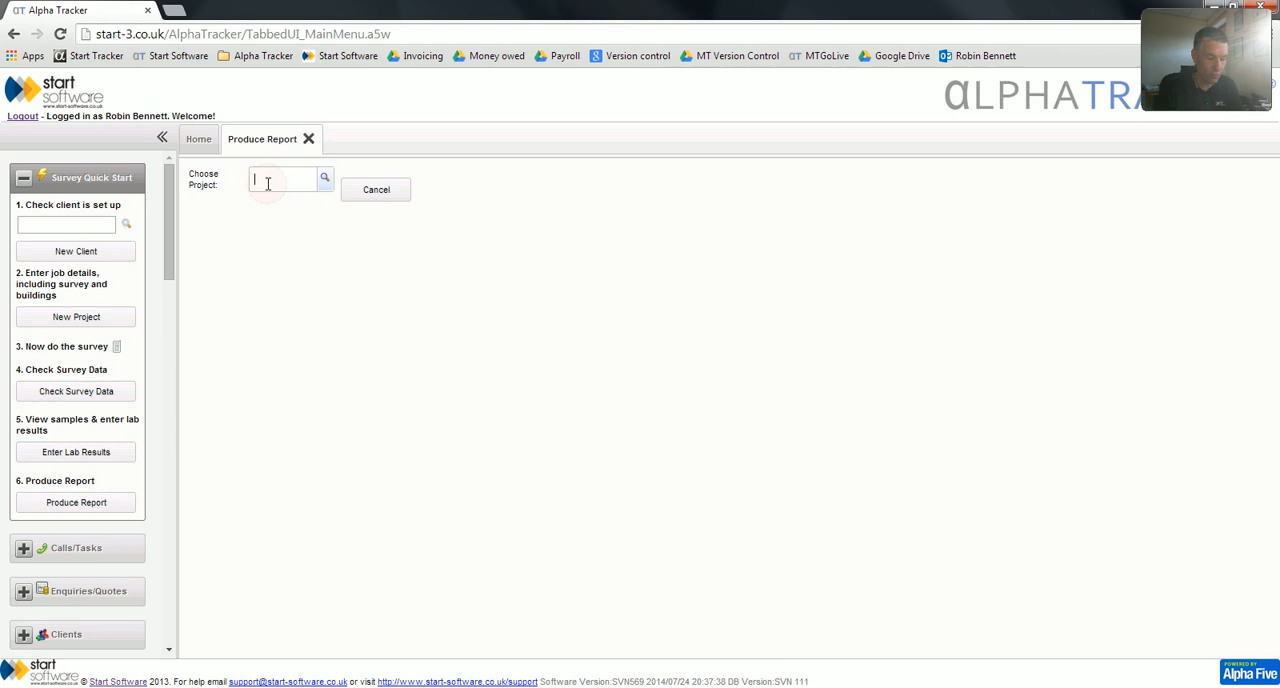 αT Alpha Tracker
start-3.co.uk/AlphaTracker/TabbedUI_MainMenu.a5w
Apps Start Tracker αT Start Software Alpha Tracker Start Software Invoicing Money owed Payroll Version control MT Version Control αT MTGoLive Google Drive Robin Bennett
start
software
www.start-software.co.uk
αLPHATRA
Logout - Logged in as Robin Bennett. Welcome!
Home Produce Report
Survey Quick Start
1. Check client is set up
New Client
2. Enter job details,
including survey and
buildings
New Project
3. Now do the survey
4. Check Survey Data
Check Survey Data
5. View samples & enter lab
results
Enter Lab Results
6. Produce Report
Produce Report
Calls/Tasks
Enquiries/Quotes
Clients
Choose
Project:
Cancel
start
software
© Start Software 2013. For help email support@start-software.co.uk or visit http://www.start-software.co.uk/support Software Version:SVN569 2014/07/24 20:37:38 DB Version:SVN 111
POWERED BY
Alpha Five